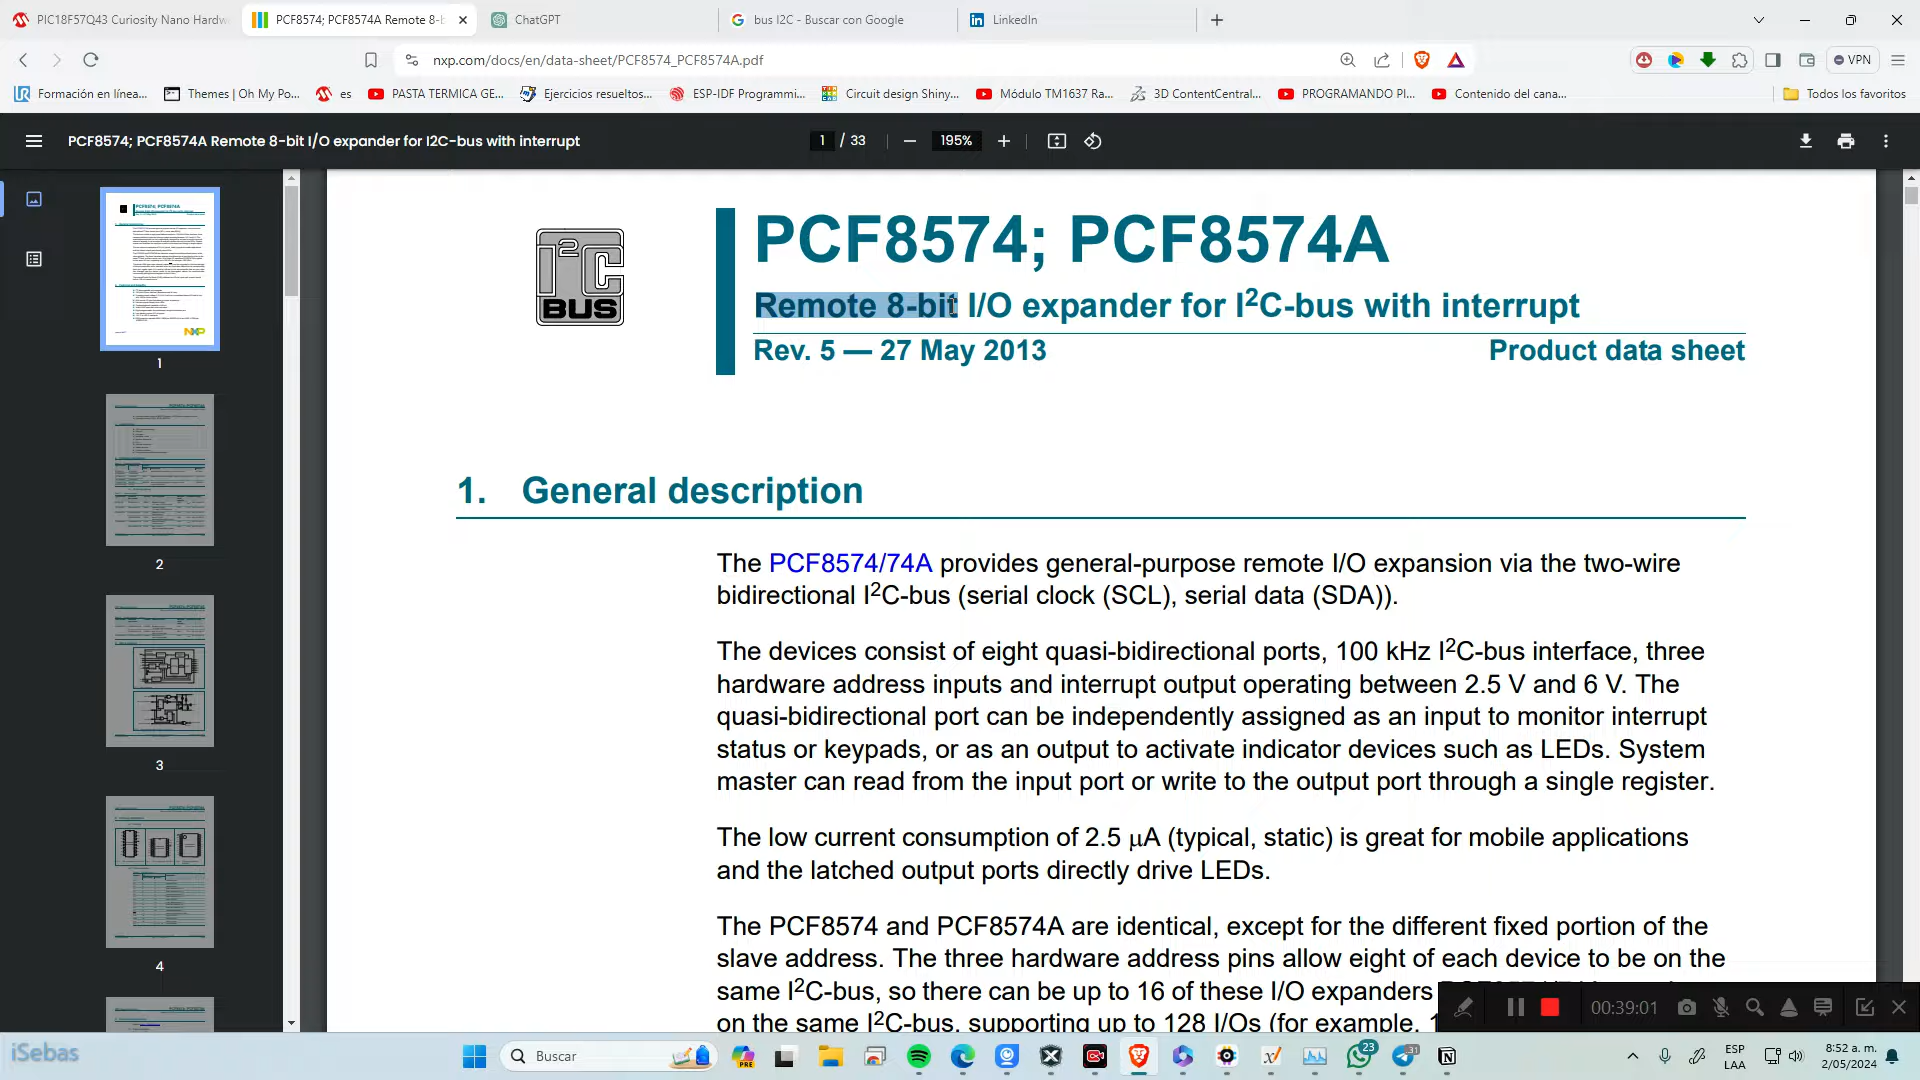 PIC18F57Q43 Curiosity Nano Hardw
PCF8574; PCF8574A Remote 8-b
ChatGPT
bus I2C - Buscar con Google
LinkedIn
nxp.com/docs/en/data-sheet/PCF8574_PCF8574A.pdf
VPN
Formación en línea...
Themes | Oh My Po...
es
PASTA TERMICA GE...
Ejercicios resueltos...
ESP-IDF Programmi...
Circuit design Shiny...
Módulo TM1637 Ra...
3D ContentCentral...
PROGRAMANDO PI...
Contenido del cana...
Todos los favoritos
PCF8574; PCF8574A Remote 8-bit I/O expander for I2C-bus with interrupt
1 / 33
195%
1
2
3
4
I2C
BUS
PCF8574; PCF8574A
Remote 8-bit I/O expander for I²C-bus with interrupt
Rev. 5 — 27 May 2013
Product data sheet
1. General description
The PCF8574/74A provides general-purpose remote I/O expansion via the two-wire
bidirectional I²C-bus (serial clock (SCL), serial data (SDA)).
The devices consist of eight quasi-bidirectional ports, 100 kHz I²C-bus interface, three
hardware address inputs and interrupt output operating between 2.5 V and 6 V. The
quasi-bidirectional port can be independently assigned as an input to monitor interrupt
status or keypads, or as an output to activate indicator devices such as LEDs. System
master can read from the input port or write to the output port through a single register.
The low current consumption of 2.5 μA (typical, static) is great for mobile applications
and the latched output ports directly drive LEDs.
The PCF8574 and PCF8574A are identical, except for the different fixed portion of the
slave address. The three hardware address pins allow eight of each device to be on the
same I²C-bus, so there can be up to 16 of these I/O expanders
on the same I²C-bus, supporting up to 128 I/Os (for example,
00:39:01
iSebas
Buscar
PRE
23
31
ESP
LAA
8:52 a. m.
2/05/2024